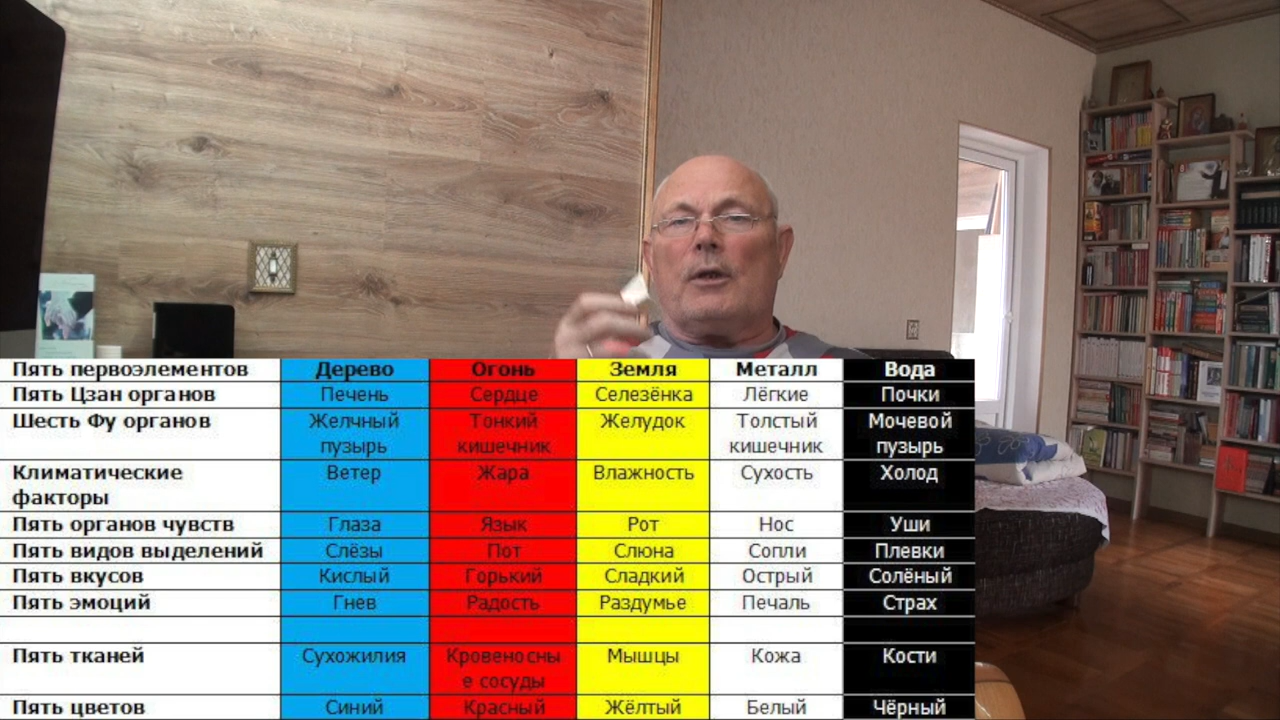 Пять первоэлементов Дерево Огонь Земля Металл Вода
Пять Цзан органов Печень Сердце Селезёнка Лёгкие Почки
Шесть Фу органов Желчный Тонкий Желудок Толстый Мочевой
пузырь кишечник кишечник пузырь
Климатические Ветер Жара Влажность Сухость Холод
факторы
Пять органов чувств Глаза Язык Рот Нос Уши
Пять видов выделений Слёзы Пот Слюна Сопли Плевки
Пять вкусов Кислый Горький Сладкий Острый Солёный
Пять эмоций Гнев Радость Раздумье Печаль Страх
Пять тканей Сухожилия Кровеносны Мышцы Кожа Кости
е сосуды
Пять цветов Синий Красный Жёлтый Белый Чёрный